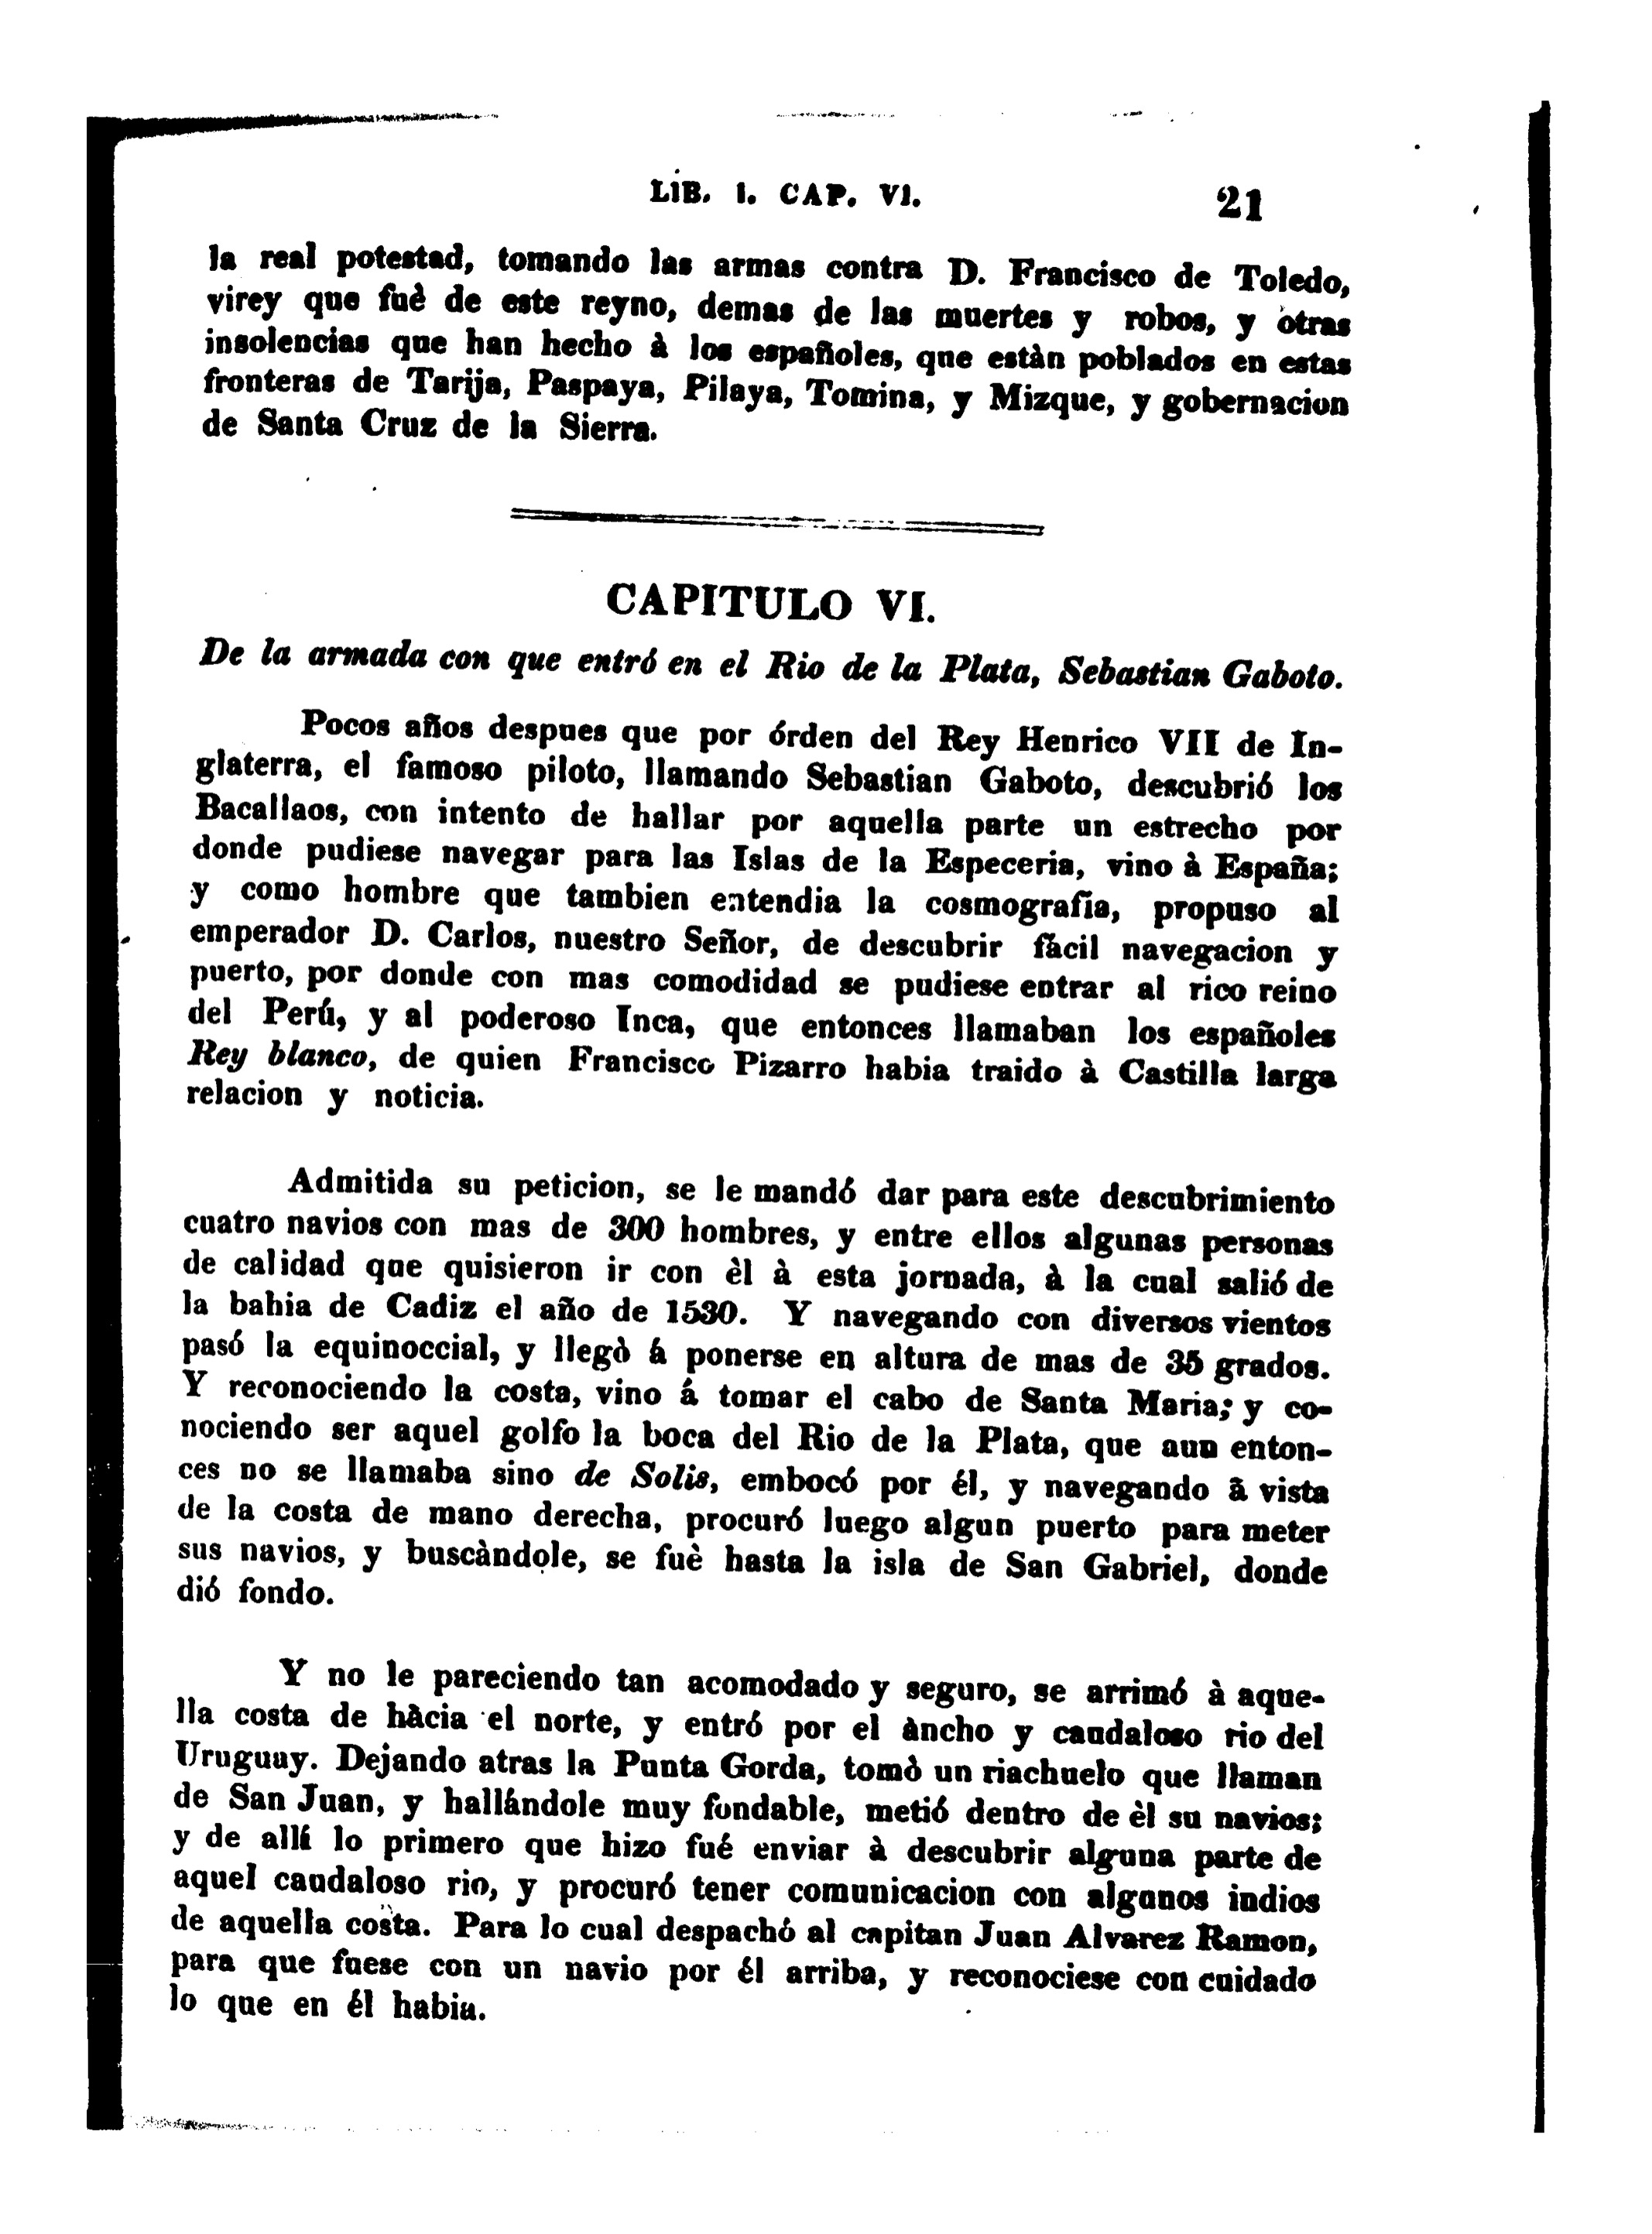 LIB. I. CAP. VI. 21
la real potestad, tomando las armas contra D. Francisco de Toledo,
virey que fuè de este reyno, demas de las muertes y robos, y otras
insolencias que han hecho à los españoles, que estàn poblados en estas
fronteras de Tarija, Paspaya, Pilaya, Tomina, y Mizque, y gobernacion
de Santa Cruz de la Sierra.
CAPITULO VI.
De la armada con que entró en el Rio de la Plata, Sebastian Gaboto.
Pocos años despues que por órden del Rey Henrico VII de In-
glaterra, el famoso piloto, llamando Sebastian Gaboto, descubrió los
Bacallaos, con intento de hallar por aquella parte un estrecho por
donde pudiese navegar para las Islas de la Especeria, vino à España;
y como hombre que tambien entendia la cosmografia, propuso al
emperador D. Carlos, nuestro Señor, de descubrir fàcil navegacion y
puerto, por donde con mas comodidad se pudiese entrar al rico reino
del Perú, y al poderoso Inca, que entonces llamaban los españoles
Rey blanco, de quien Francisco Pizarro habia traido à Castilla larga
relacion y noticia.
Admitida su peticion, se le mandó dar para este descubrimiento
cuatro navios con mas de 300 hombres, y entre ellos algunas personas
de calidad que quisieron ir con èl à esta jornada, à la cual salió de
la bahia de Cadiz el año de 1530. Y navegando con diversos vientos
pasó la equinoccial, y llegò á ponerse en altura de mas de 35 grados.
Y reconociendo la costa, vino á tomar el cabo de Santa Maria; y co-
nociendo ser aquel golfo la boca del Rio de la Plata, que aun enton-
ces no se llamaba sino de Solis, embocó por él, y navegando à vista
de la costa de mano derecha, procuró luego algun puerto para meter
sus navios, y buscàndole, se fuè hasta la isla de San Gabriel, donde
dió fondo.
Y no le pareciendo tan acomodado y seguro, se arrimó à aque-
lla costa de hàcia el norte, y entró por el àncho y caudaloso rio del
Uruguay. Dejando atras la Punta Gorda, tomò un riachuelo que llaman
de San Juan, y hallándole muy fondable, metió dentro de èl su navios;
y de allí lo primero que hizo fué enviar à descubrir alguna parte de
aquel caudaloso rio, y procuró tener comunicacion con algunos indios
de aquella costa. Para lo cual despachó al capitan Juan Alvarez Ramon,
para que fuese con un navio por él arriba, y reconociese con cuidado
lo que en él habia.